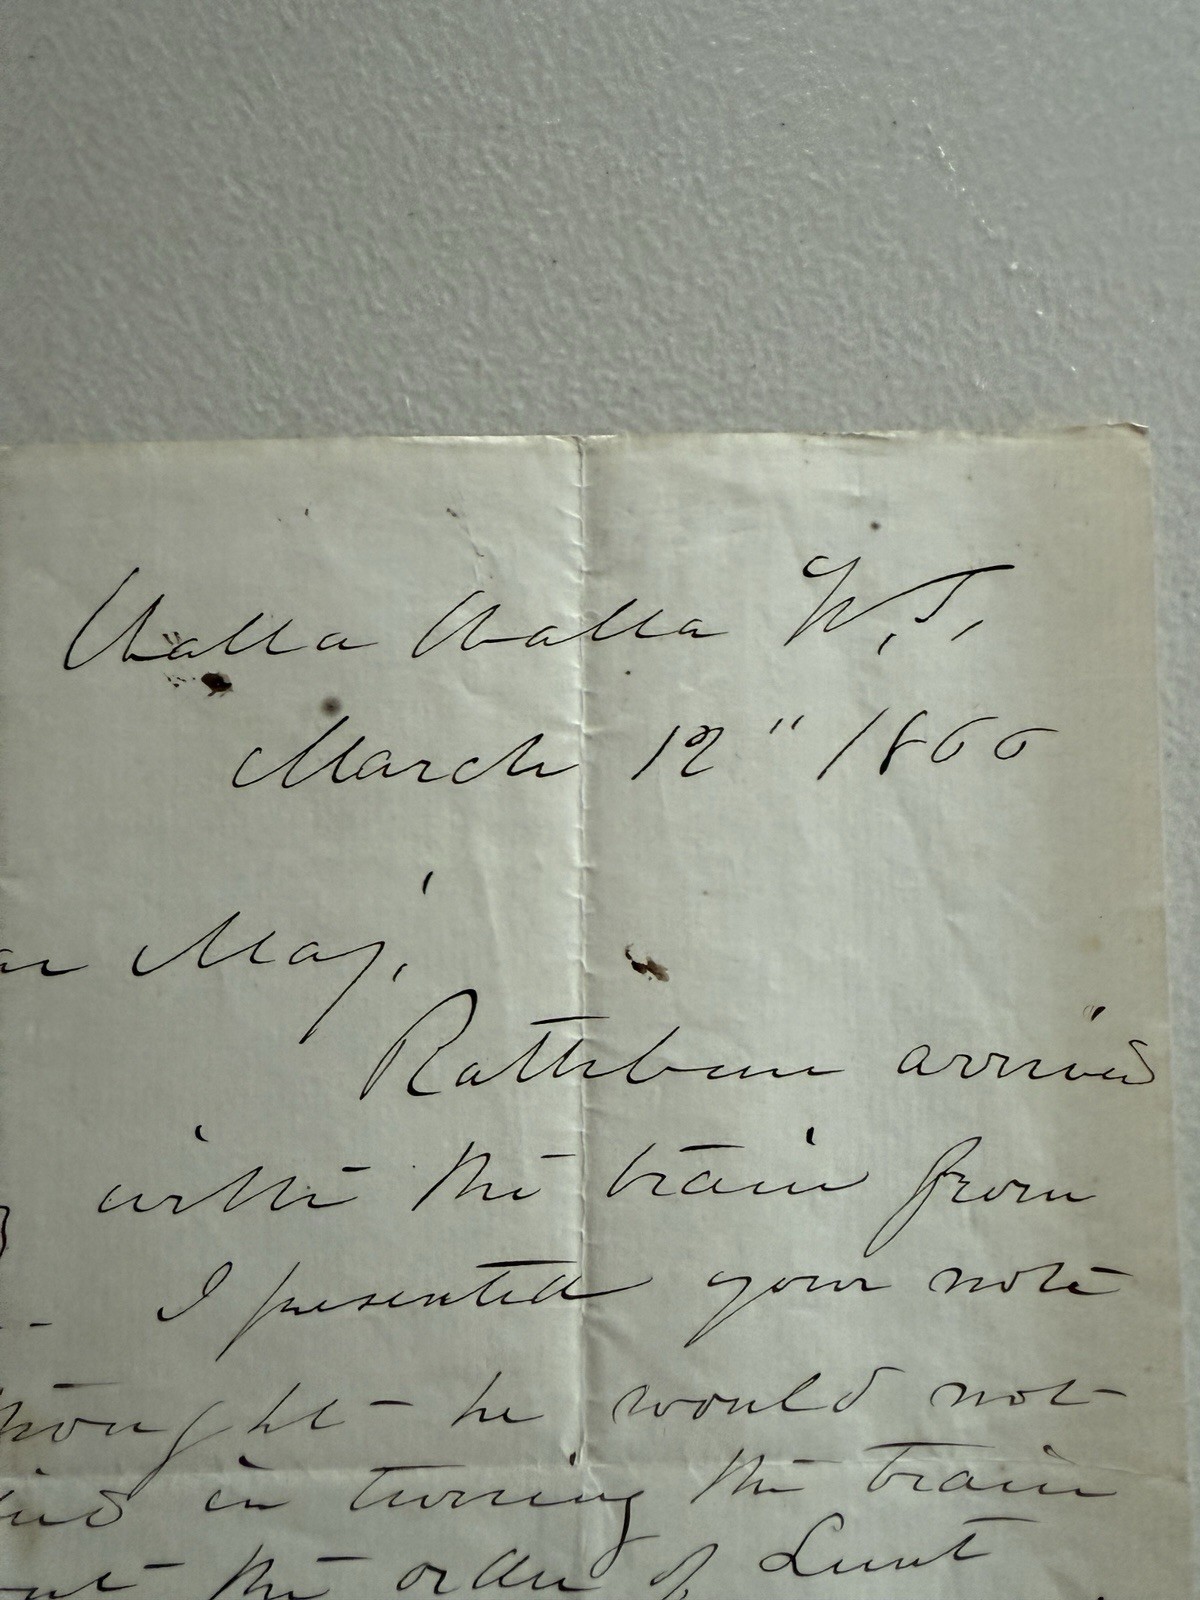 Walla Walla W.T.
March 12" 1866
Maj.
Rathbun arrived
with the train from
I presented your note
thought he would not
in turning the train
the order of Lieut